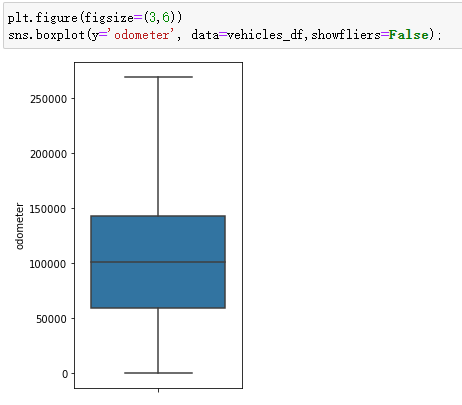 plt.figure(figsize=(3,6))
sns.boxplot(y='odometer', data=vehicles_df,showfliers=False);
250000
200000
150000
100000
50000
0
odometer